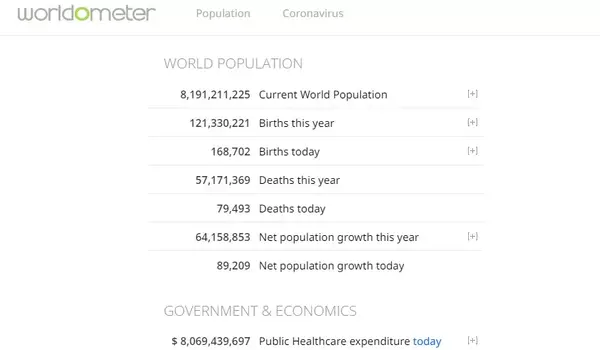 worldometer Population Coronavirus
WORLD POPULATION
8,191,211,225 Current World Population [+]
121,330,221 Births this year [+]
168,702 Births today [+]
57,171,369 Deaths this year
79,493 Deaths today
64,158,853 Net population growth this year [+]
89,209 Net population growth today
GOVERNMENT & ECONOMICS
$ 8,069,439,697 Public Healthcare expenditure today [+]